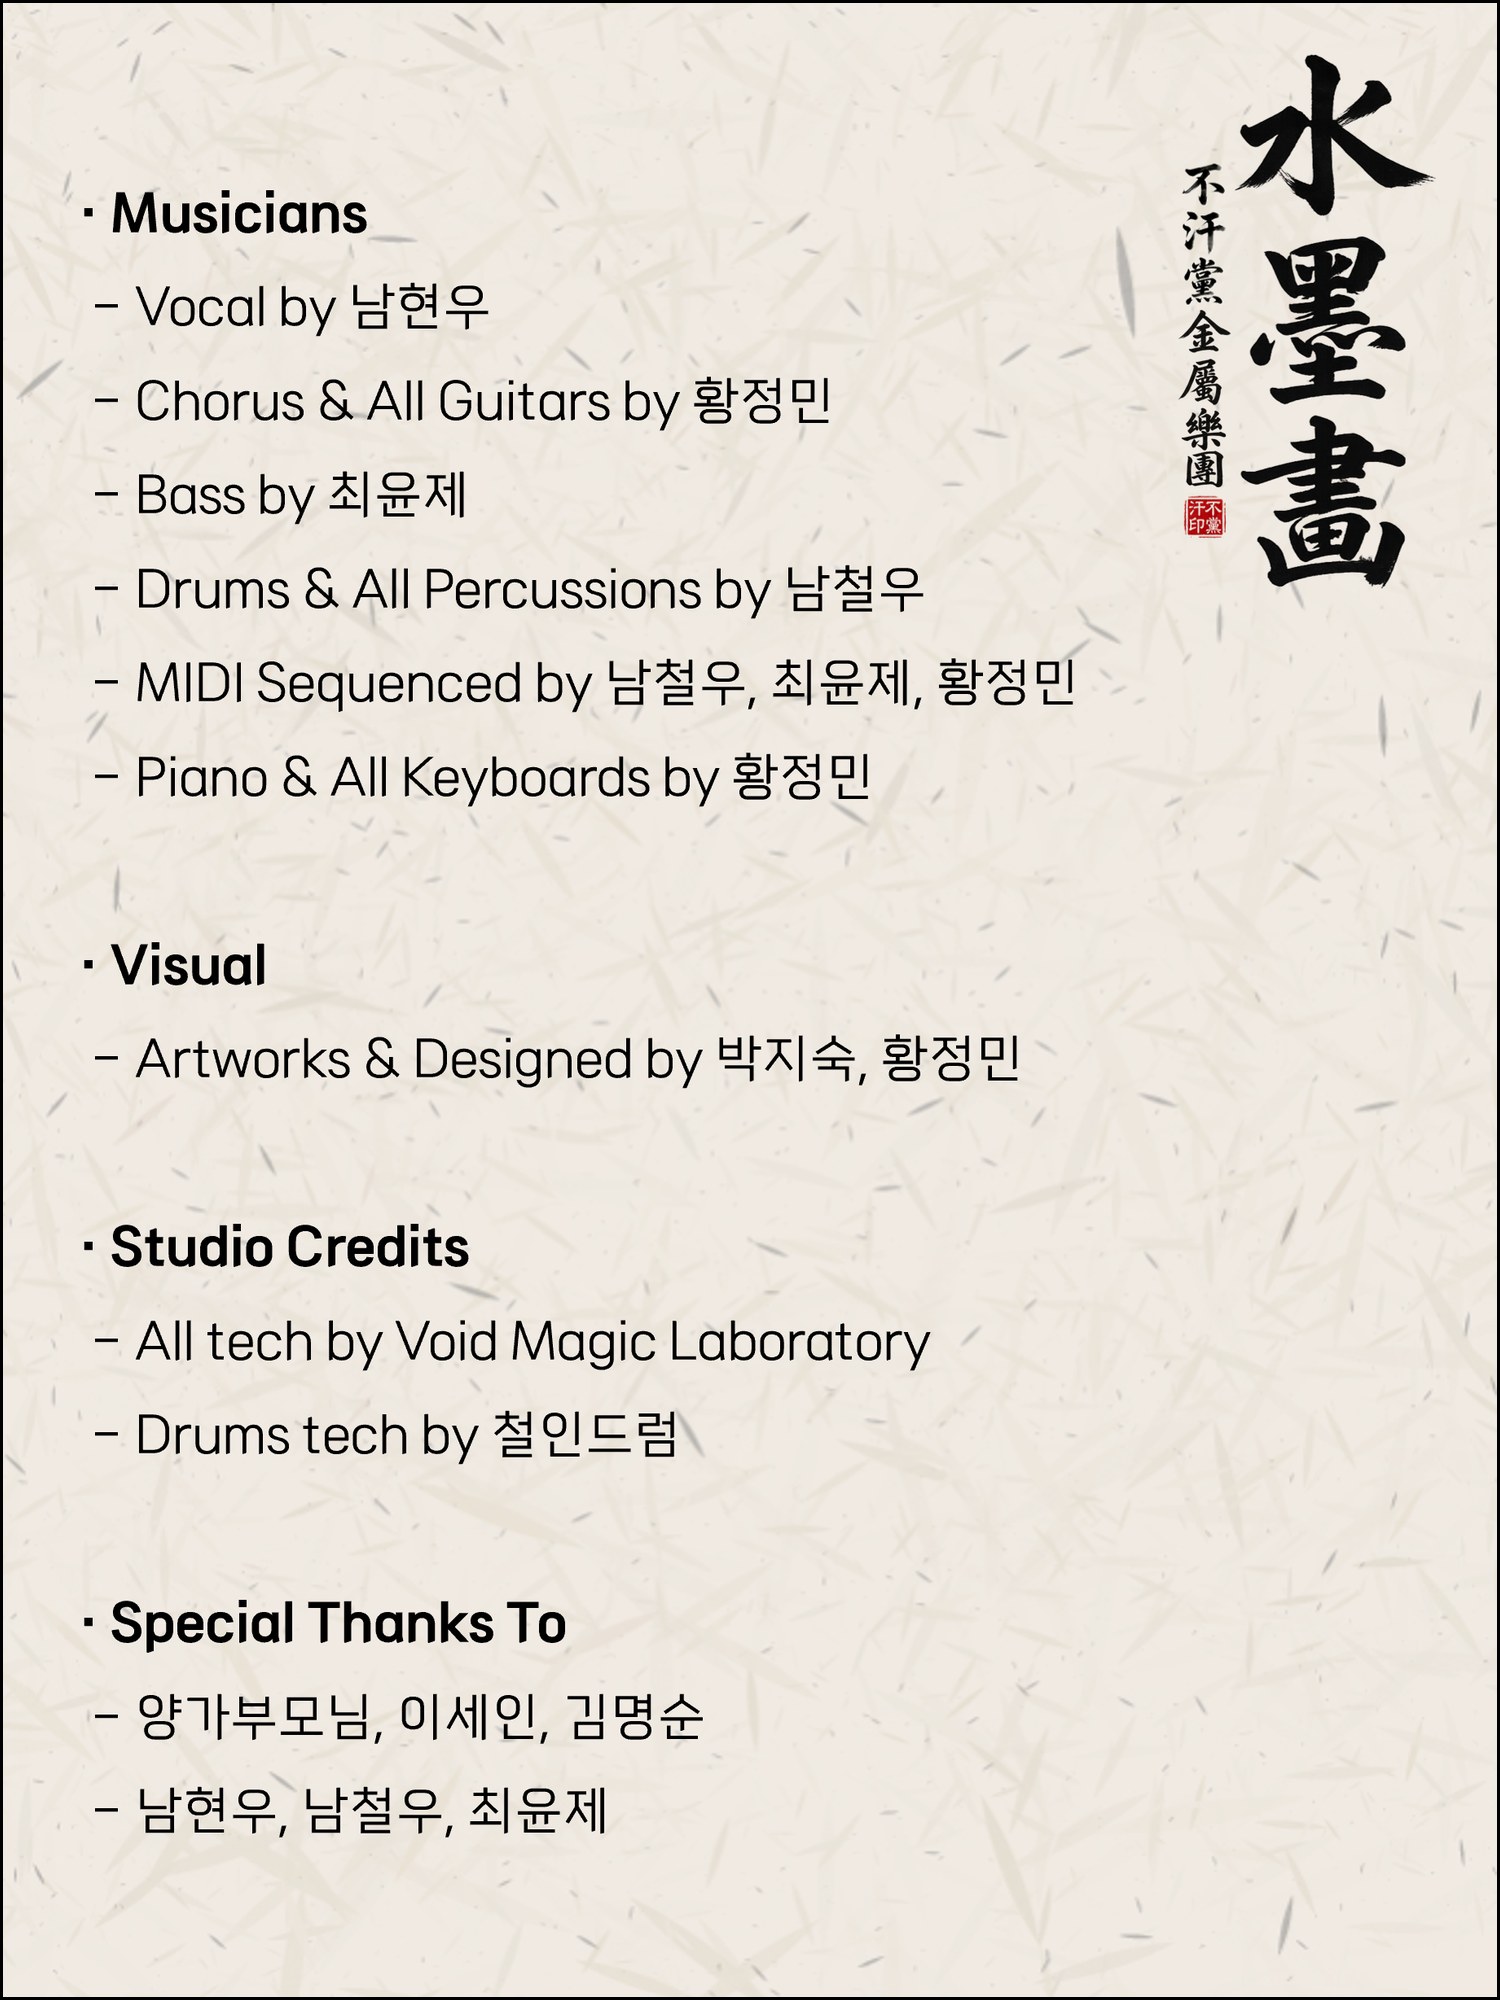 水墨畫
不汗黨金屬樂團
不黨
汗印
· Musicians
– Vocal by 남현우
– Chorus & All Guitars by 황정민
– Bass by 최윤제
– Drums & All Percussions by 남철우
– MIDI Sequenced by 남철우, 최윤제, 황정민
– Piano & All Keyboards by 황정민
· Visual
– Artworks & Designed by 박지숙, 황정민
· Studio Credits
– All tech by Void Magic Laboratory
– Drums tech by 철인드럼
· Special Thanks To
– 양가부모님, 이세인, 김명순
– 남현우, 남철우, 최윤제